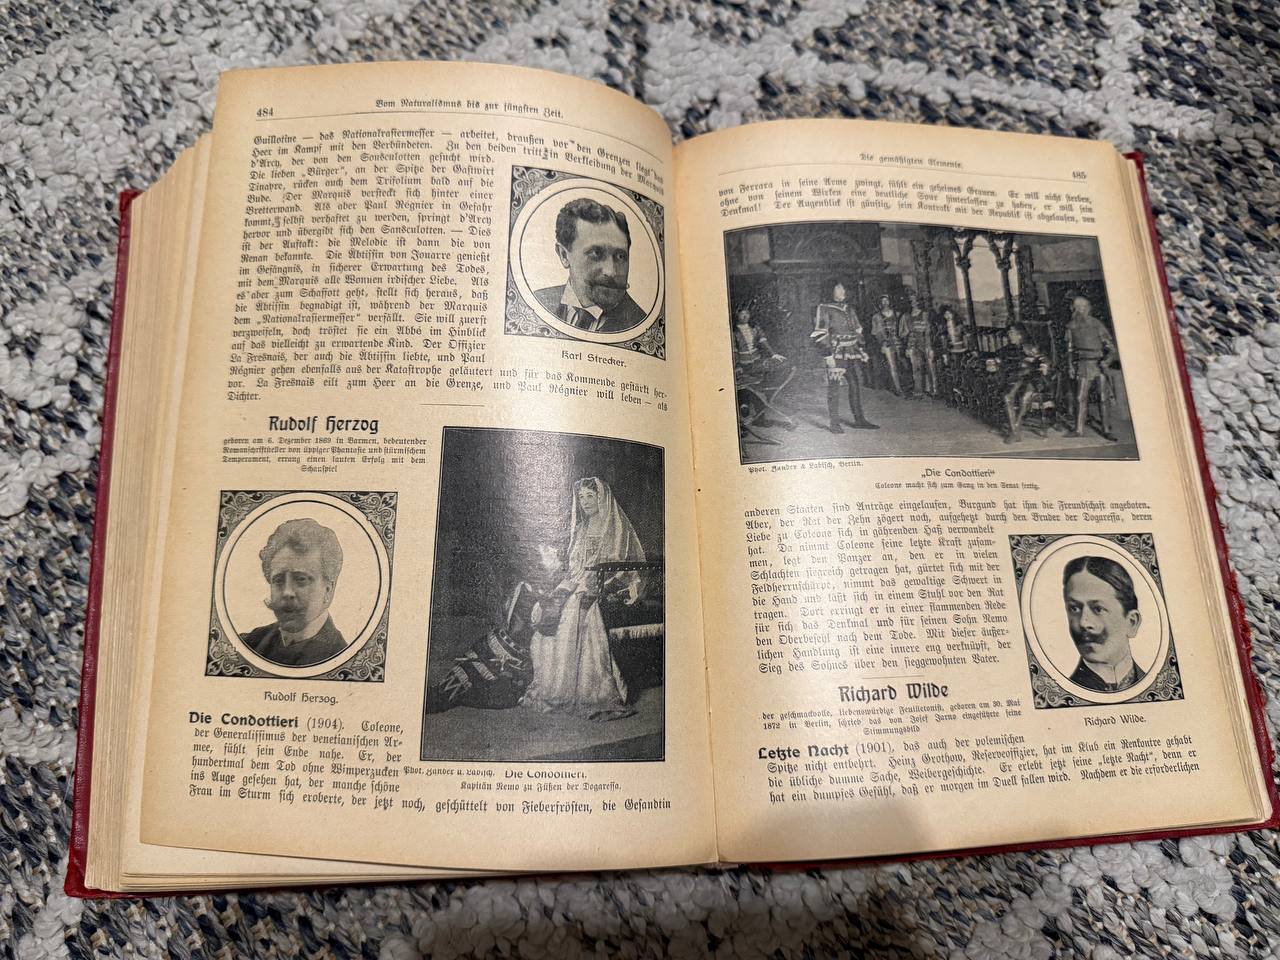 484
Vom Naturalismus bis zur jüngsten Zeit.
Guillotine — das Nationalrasiermesser — arbeitet, draußen vor den Grenzen liegt das
Heer im Kampf mit den Verbündeten. Zu den beiden tritt in Verkleidung der Marquis
d'Arcy, der von den Sansculotten gesucht wird.
Die lieben „Bürger", an der Spitze der Gastwirt
Tinayre, rücken auch dem Trifolium bald auf die
Bude. Der Marquis versteckt sich hinter einer
Bretterwand. Als aber Paul Régnier in Gefahr
kommt, selbst verhaftet zu werden, springt d'Arcy
hervor und übergibt sich den Sansculotten. — Dies
ist der Auftakt: die Melodie ist dann die von
Renan bekannte. Die Äbtissin von Jouarre genießt
im Gefängnis, in sicherer Erwartung des Todes,
mit dem Marquis alle Wonnen irdischer Liebe. Als
es aber zum Schafott geht, stellt sich heraus, daß
die Äbtissin begnadigt ist, während der Marquis
dem „Nationalrasiermesser" verfällt. Sie will zuerst
verzweifeln, doch tröstet sie ein Abbé im Hinblick
auf das vielleicht zu erwartende Kind. Der Offizier
La Fresnais, der auch die Äbtissin liebte, und Paul
Régnier gehen ebenfalls aus der Katastrophe geläutert und für das Kommende gestärkt her-
vor. La Fresnais eilt zum Heer an die Grenze, und Paul Régnier will leben — als
Dichter.
Karl Strecker.
Rudolf Herzog
geboren am 6. Dezember 1869 in Barmen, bedeutender
Romanschriftsteller von üppiger Phantasie und stürmischem
Temperament, errang einen lauten Erfolg mit dem
Schauspiel
Rudolf Herzog.
Die Condottieri (1904). Coleone,
der Generalissimus der venetianischen Ar-
mee, fühlt sein Ende nahe. Er, der
hundertmal dem Tod ohne Wimperzucken
ins Auge gesehen hat, der manche schöne
Frau im Sturm sich eroberte, der jetzt noch, geschüttelt von Fieberfrösten, die Gesandtin
Phot. Zander u. Labisch. Die Condottieri.
Kapitän Nemo zu Füßen der Dogaressa.
Die gemäßigten Elemente.
485
von Ferrara in seine Arme zwingt, fühlt ein geheimes Grauen. Er will nicht sterben,
ohne von seinem Wirken eine deutliche Spur hinterlassen zu haben, er will sein
Denkmal! Der Augenblick ist günstig, sein Kontrakt mit der Republik ist abgelaufen, von
Phot. Zander & Labisch, Berlin.
„Die Condottieri"
Coleone macht sich zum Gang in den Senat fertig.
anderen Staaten sind Anträge eingelaufen, Burgund hat ihm die Freundschaft angeboten.
Aber, der Rat der Zehn zögert noch, aufgehetzt durch den Bruder der Dogaressa, deren
Liebe zu Coleone sich in gährenden Haß verwandelt
hat. Da nimmt Coleone seine letzte Kraft zusam-
men, legt den Panzer an, den er in vielen
Schlachten siegreich getragen hat, gürtet sich mit der
Feldherrnschärpe, nimmt das gewaltige Schwert in
die Hand und läßt sich in einem Stuhl vor den Rat
tragen. Dort erringt er in einer flammenden Rede
für sich das Denkmal und für seinen Sohn Nemo
den Oberbefehl nach dem Tode. Mit dieser äußer-
lichen Handlung ist eine innere eng verknüpft, der
Sieg des Sohnes über den sieggewohnten Vater.
Richard Wilde
der geschmackvolle, liebenswürdige Feuilletonist, geboren am 30. Mai
1872 in Berlin, schrieb das von Josef Jarno eingeführte feine
Stimmungsbild
Richard Wilde.
Letzte Nacht (1901), das auch der polemischen
Spitze nicht entbehrt. Heinz Grothow, Reserveoffizier, hat im Klub ein Renkontre gehabt
die übliche dumme Sache, Weibergeschichte. Er erlebt jetzt seine „letzte Nacht", denn er
hat ein dumpfes Gefühl, daß er morgen im Duell fallen wird. Nachdem er die erforderlichen